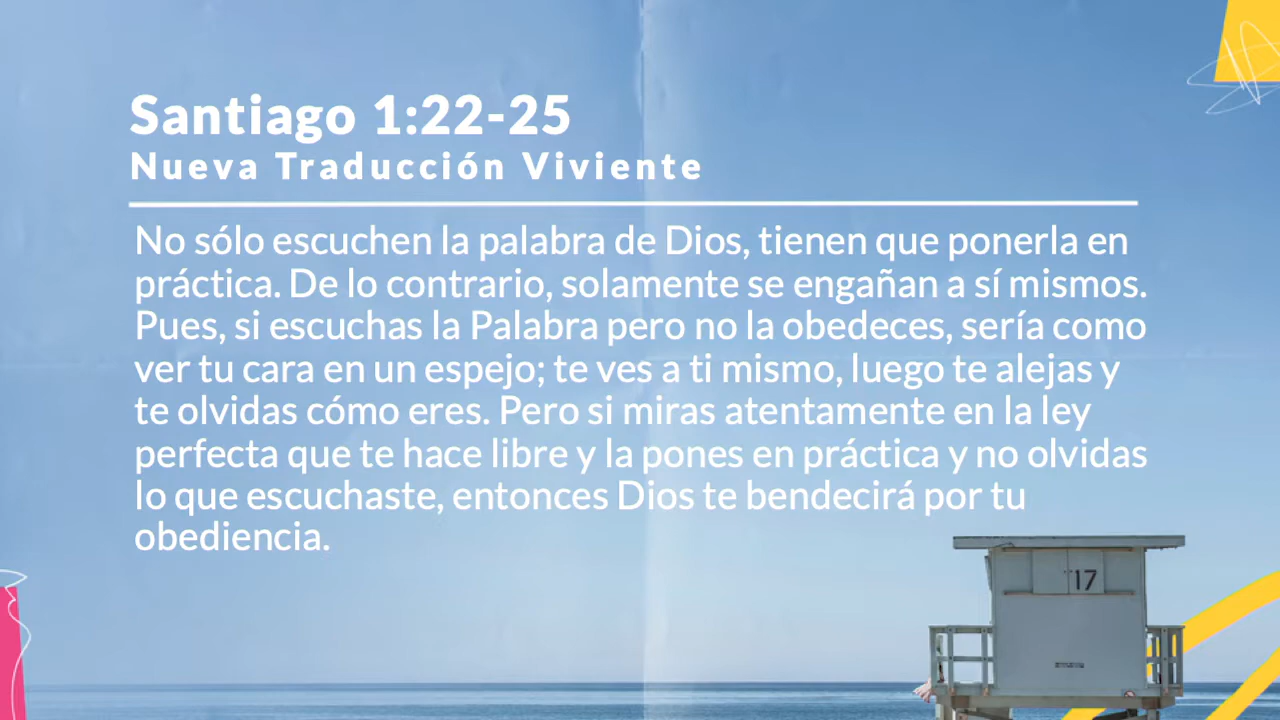 Santiago 1:22-25
Nueva Traducción Viviente
No sólo escuchen la palabra de Dios, tienen que ponerla en
práctica. De lo contrario, solamente se engañan a sí mismos.
Pues, si escuchas la Palabra pero no la obedeces, sería como
ver tu cara en un espejo; te ves a ti mismo, luego te alejas y
te olvidas cómo eres. Pero si miras atentamente en la ley
perfecta que te hace libre y la pones en práctica y no olvidas
lo que escuchaste, entonces Dios te bendecirá por tu
obediencia.
17